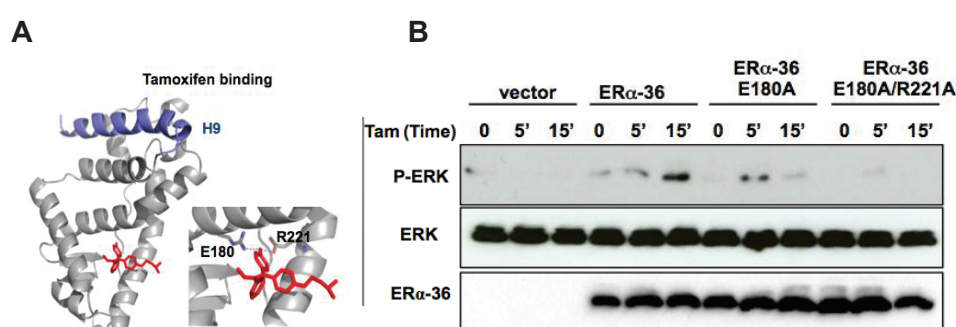 A
Tamoxifen binding
H9
E180
R221
B
vector
ERα-36
ERα-36
E180A
ERα-36
E180A/R221A
Tam (Time) 0 5’ 15’ 0 5’ 15’ 0 5’ 15’ 0 5’ 15’
P-ERK
ERK
ERα-36